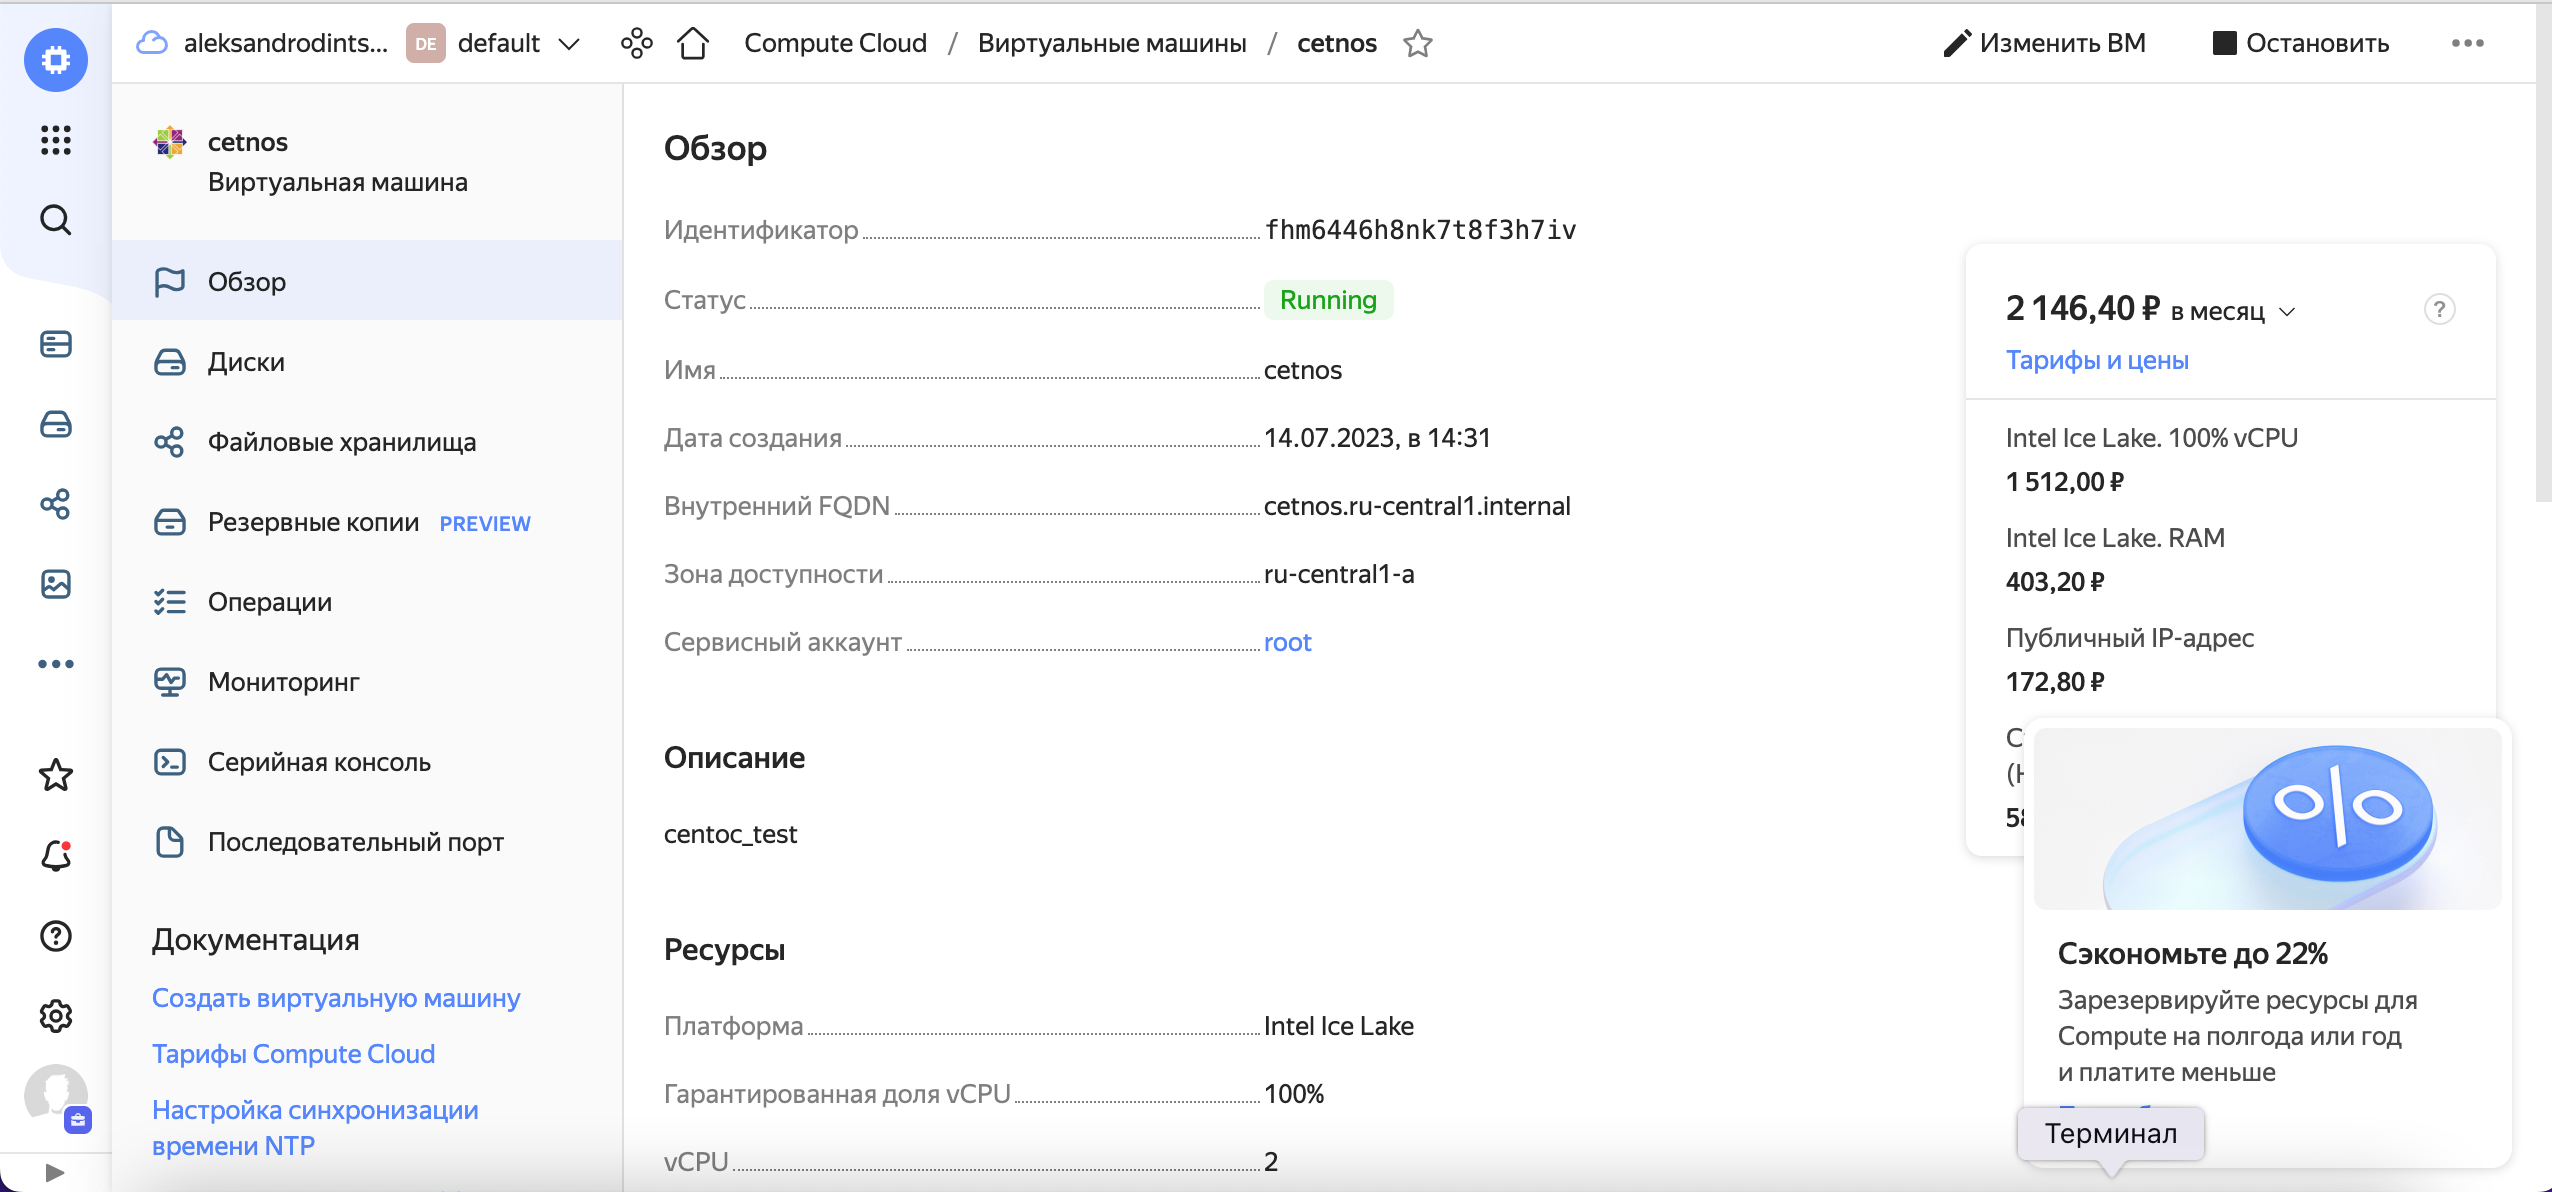 aleksandrodints... DE default Compute Cloud / Виртуальные машины / cetnos Изменить ВМ Остановить
cetnos
Виртуальная машина
Обзор
Диски
Файловые хранилища
Резервные копии PREVIEW
Операции
Мониторинг
Серийная консоль
Последовательный порт
Документация
Создать виртуальную машину
Тарифы Compute Cloud
Настройка синхронизации
времени NTP
Обзор
Идентификатор fhm6446h8nk7t8f3h7iv
Статус Running
Имя cetnos
Дата создания 14.07.2023, в 14:31
Внутренний FQDN cetnos.ru-central1.internal
Зона доступности ru-central1-a
Сервисный аккаунт root
Описание
centoc_test
Ресурсы
Платформа Intel Ice Lake
Гарантированная доля vCPU 100%
vCPU 2
2 146,40 ₽ в месяц ?
Тарифы и цены
Intel Ice Lake. 100% vCPU
1 512,00 ₽
Intel Ice Lake. RAM
403,20 ₽
Публичный IP-адрес
172,80 ₽
%
Сэкономьте до 22%
Зарезервируйте ресурсы для
Compute на полгода или год
и платите меньше
Терминал